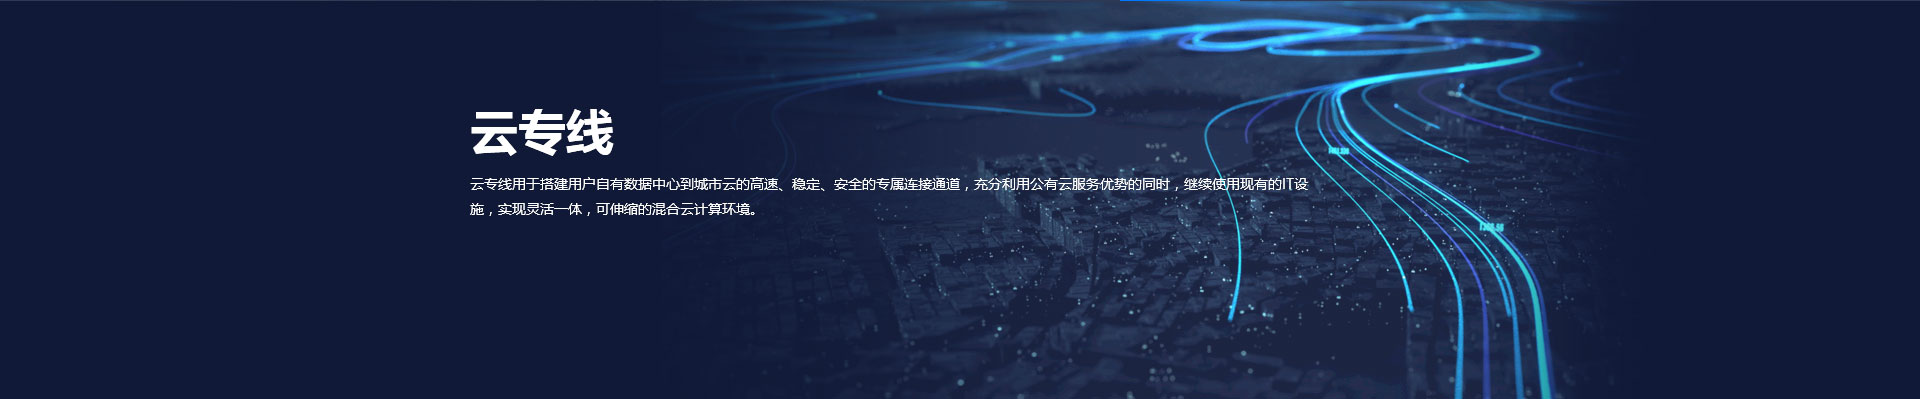 云专线
云专线用于搭建用户自有数据中心到城市云的高速、稳定、安全的专属连接通道，充分利用公有云服务优势的同时，继续使用现有的IT设
施，实现灵活一体，可伸缩的混合云计算环境。